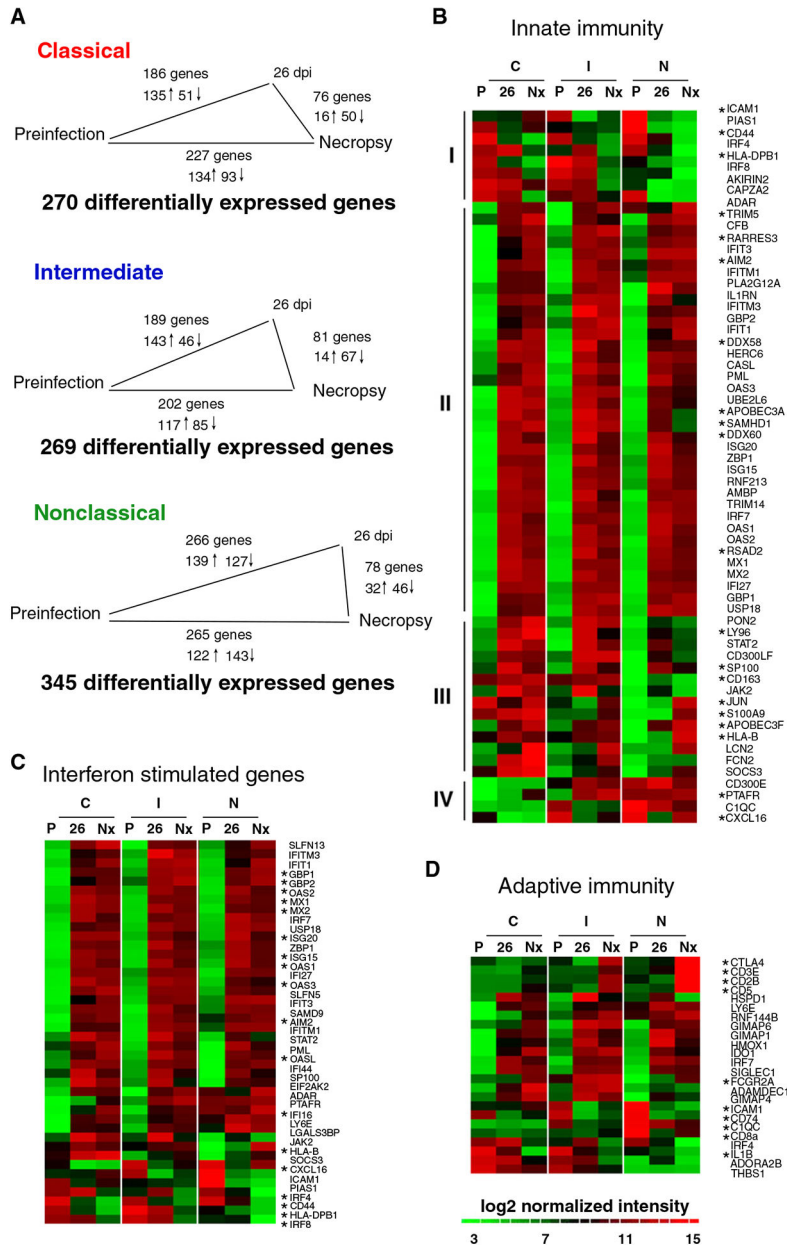 A
Classical
186 genes
135↑ 51↓
26 dpi
76 genes
16↑ 50↓
Preinfection
Necropsy
227 genes
134↑ 93↓
270 differentially expressed genes
Intermediate
26 dpi
189 genes
143↑ 46↓
81 genes
14↑ 67↓
Preinfection
Necropsy
202 genes
117↑ 85↓
269 differentially expressed genes
Nonclassical
266 genes
139 ↑ 127↓
26 dpi
78 genes
32↑ 46↓
Preinfection
Necropsy
265 genes
122 ↑ 143↓
345 differentially expressed genes
B
Innate immunity
C I N
P 26 Nx P 26 Nx P 26 Nx
I
II
III
IV
*ICAM1
PIAS1
*CD44
IRF4
*HLA-DPB1
IRF8
AKIRIN2
CAPZA2
ADAR
*TRIM5
CFB
*RARRES3
IFIT3
*AIM2
IFITM1
PLA2G12A
IL1RN
IFITM3
GBP2
IFIT1
*DDX58
HERC6
CASL
PML
OAS3
UBE2L6
*APOBEC3A
*SAMHD1
*DDX60
ISG20
ZBP1
ISG15
RNF213
AMBP
TRIM14
IRF7
OAS1
OAS2
*RSAD2
MX1
MX2
IFI27
GBP1
USP18
PON2
*LY96
STAT2
CD300LF
*SP100
*CD163
JAK2
*JUN
*S100A9
*APOBEC3F
*HLA-B
LCN2
FCN2
SOCS3
CD300E
*PTAFR
C1QC
*CXCL16
C
Interferon stimulated genes
C I N
P 26 Nx P 26 Nx P 26 Nx
SLFN13
IFITM3
IFIT1
*GBP1
*GBP2
*OAS2
*MX1
*MX2
IRF7
USP18
*ISG20
ZBP1
*ISG15
*OAS1
IFI27
*OAS3
SLFN5
IFIT3
SAMD9
*AIM2
IFITM1
STAT2
PML
*OASL
IFI44
SP100
EIF2AK2
ADAR
PTAFR
*IFI16
LY6E
LGALS3BP
JAK2
*HLA-B
SOCS3
*CXCL16
ICAM1
PIAS1
*IRF4
*CD44
*HLA-DPB1
*IRF8
D
Adaptive immunity
C I N
P 26 Nx P 26 Nx P 26 Nx
*CTLA4
*CD3E
*CD2B
*CD5
HSPD1
LY6E
RNF144B
GIMAP6
GIMAP1
HMOX1
IDO1
IRF7
SIGLEC1
*FCGR2A
ADAMDEC1
GIMAP4
*ICAM1
*CD74
*C1QC
*CD8a
IRF4
*IL1B
ADORA2B
THBS1
log2 normalized intensity
3 7 11 15